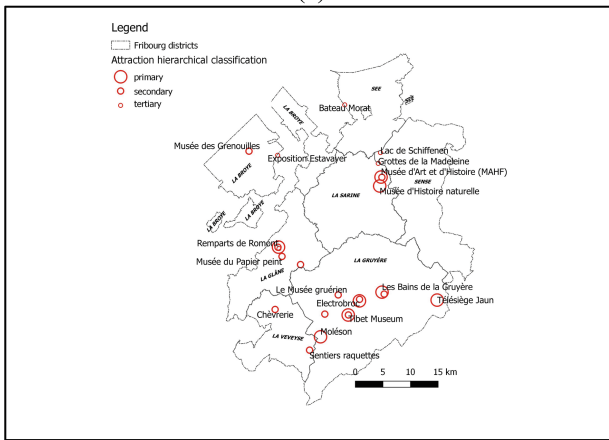 Legend
Fribourg districts
Attraction hierarchical classification
primary
secondary
tertiary
SEE
SEE
Bateau Morat
LA BROYE
Musée des Grenouilles
Exposition Estavayer
Lac de Schiffenen
Grottes de la Madeleine
Musée d'Art et d'Histoire (MAHF)
LA BROYE
SENSE
Musée d'Histoire naturelle
LA SARINE
LA BROYE
LA BROYE
Remparts de Romont
Musée du Papier peint
LA GRUYÈRE
LA GLÂNE
Le Musée gruérien
Les Bains de la Gruyère
Electrobroc
Télésiège Jaun
Chèvrerie
Tibet Museum
LA VEVEYSE
Moléson
Sentiers raquettes
0 5 10 15 km